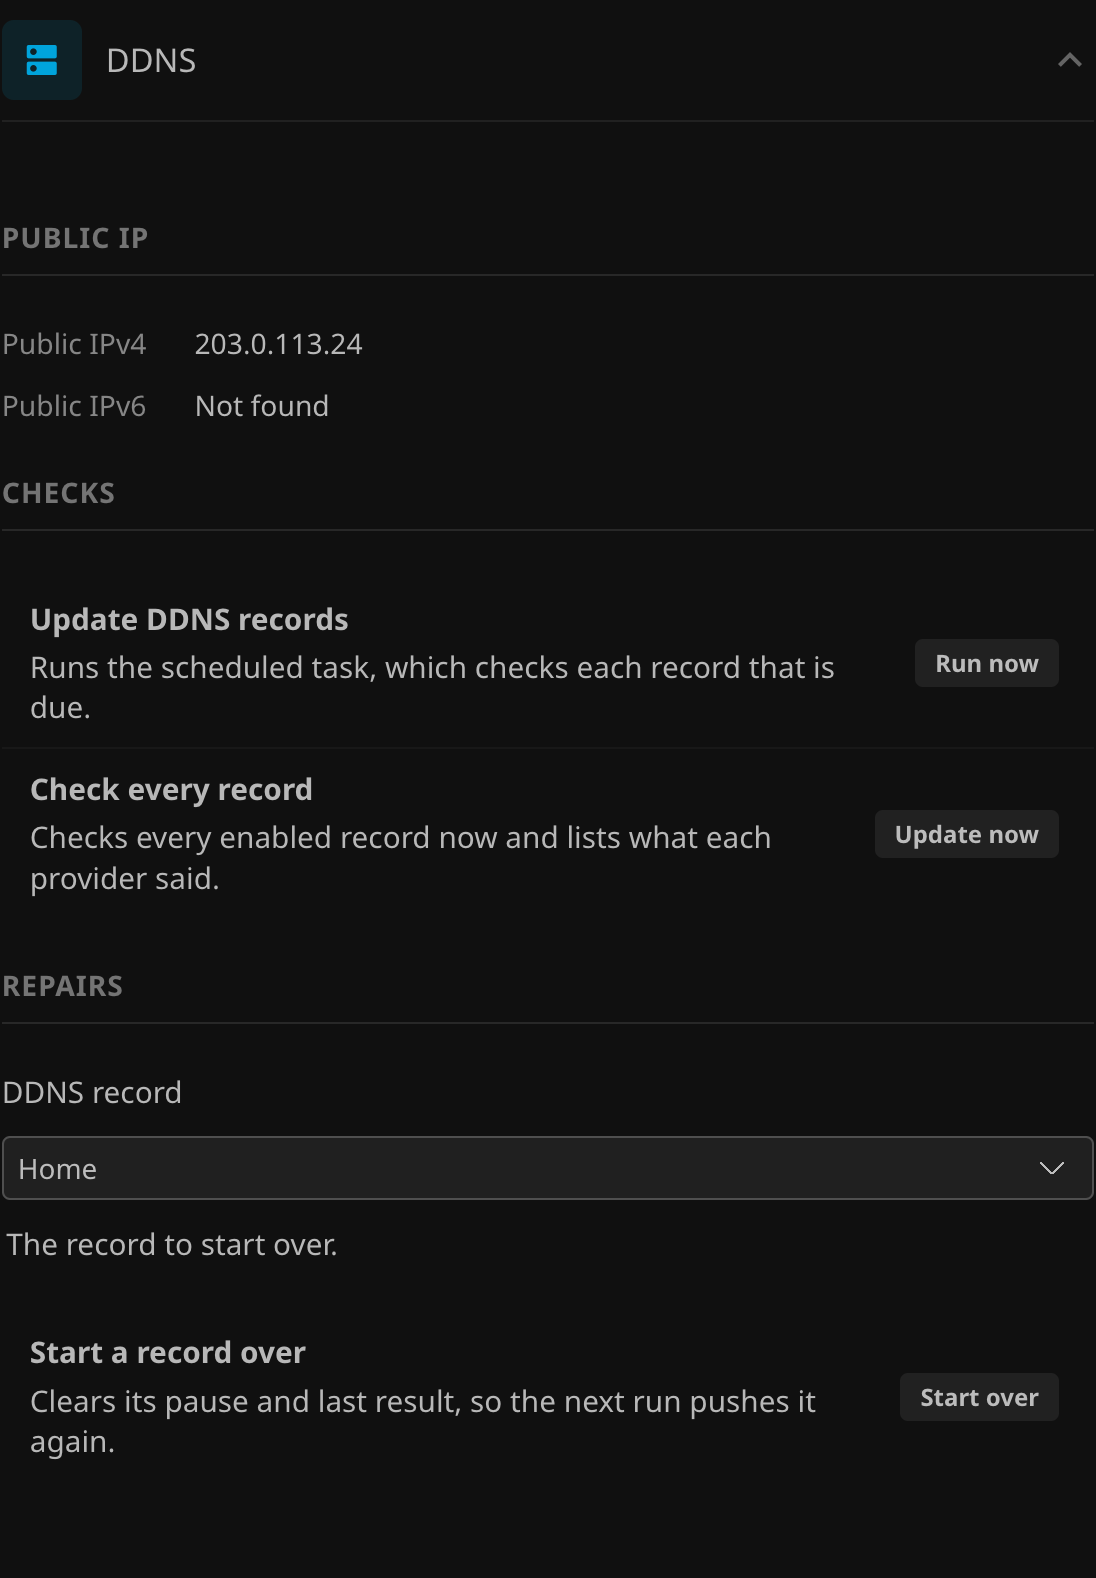 DDNS
PUBLIC IP
Public IPv4 203.0.113.24
Public IPv6 Not found
CHECKS
Update DDNS records
Runs the scheduled task, which checks each record that is
due.
Run now
Check every record
Checks every enabled record now and lists what each
provider said.
Update now
REPAIRS
DDNS record
Home
The record to start over.
Start a record over
Clears its pause and last result, so the next run pushes it
again.
Start over